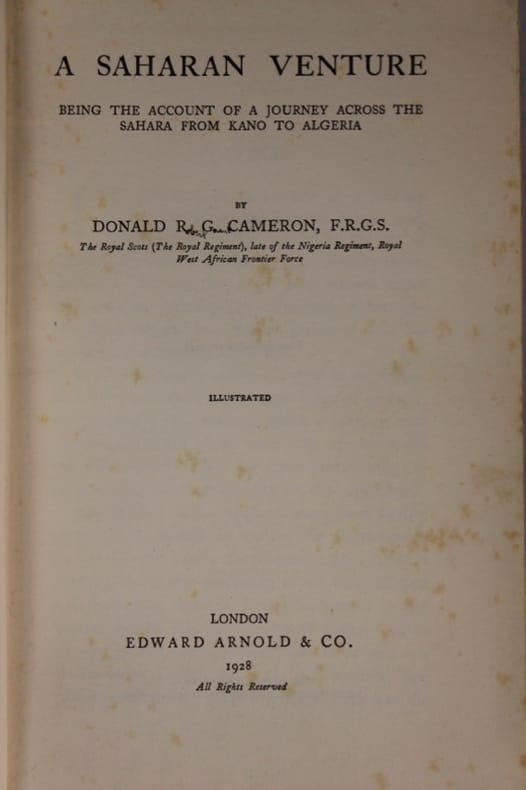 A SAHARAN VENTURE
BEING THE ACCOUNT OF A JOURNEY ACROSS THE
SAHARA FROM KANO TO ALGERIA
BY
DONALD R. G. CAMERON, F.R.G.S.
The Royal Scots (The Royal Regiment), late of the Nigeria Regiment, Royal
West African Frontier Force
ILLUSTRATED
LONDON
EDWARD ARNOLD & CO.
1928
All Rights Reserved